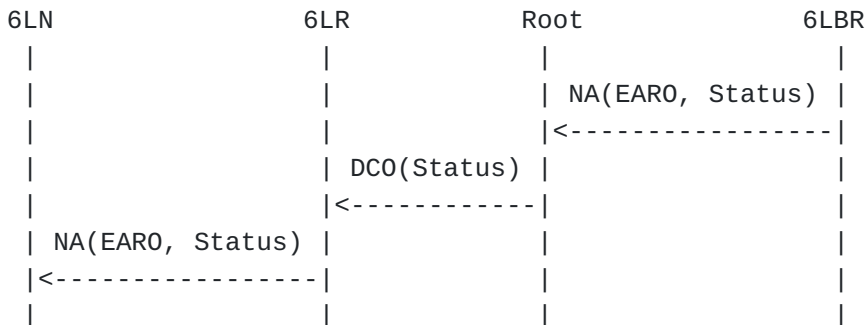 6LN 6LR Root 6LBR
NA(EARO, Status)
DCO(Status)
NA(EARO, Status)